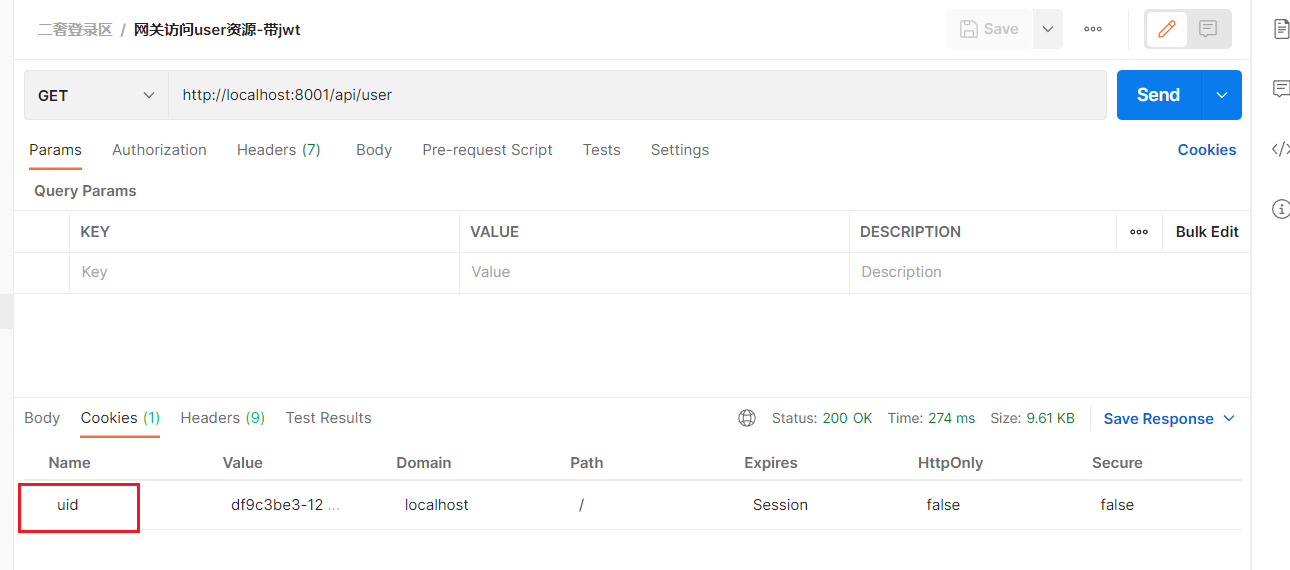 二奢登录区 / 网关访问user资源-带jwt Save
GET http://localhost:8001/api/user Send
Params Authorization Headers (7) Body Pre-request Script Tests Settings Cookies
Query Params
KEY VALUE DESCRIPTION Bulk Edit
Key Value Description
Body Cookies (1) Headers (9) Test Results Status: 200 OK Time: 274 ms Size: 9.61 KB Save Response
Name Value Domain Path Expires HttpOnly Secure
uid df9c3be3-12 ... localhost / Session false false